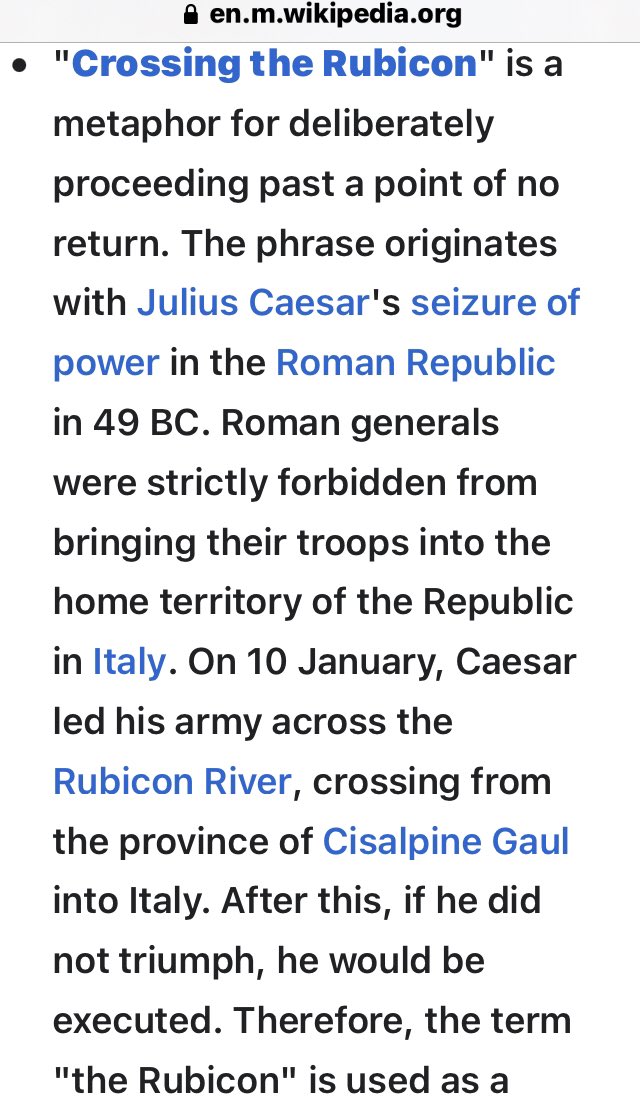 en.m.wikipedia.org
• "Crossing the Rubicon" is a
metaphor for deliberately
proceeding past a point of no
return. The phrase originates
with Julius Caesar's seizure of
power in the Roman Republic
in 49 BC. Roman generals
were strictly forbidden from
bringing their troops into the
home territory of the Republic
in Italy. On 10 January, Caesar
led his army across the
Rubicon River, crossing from
the province of Cisalpine Gaul
into Italy. After this, if he did
not triumph, he would be
executed. Therefore, the term
"the Rubicon" is used as a